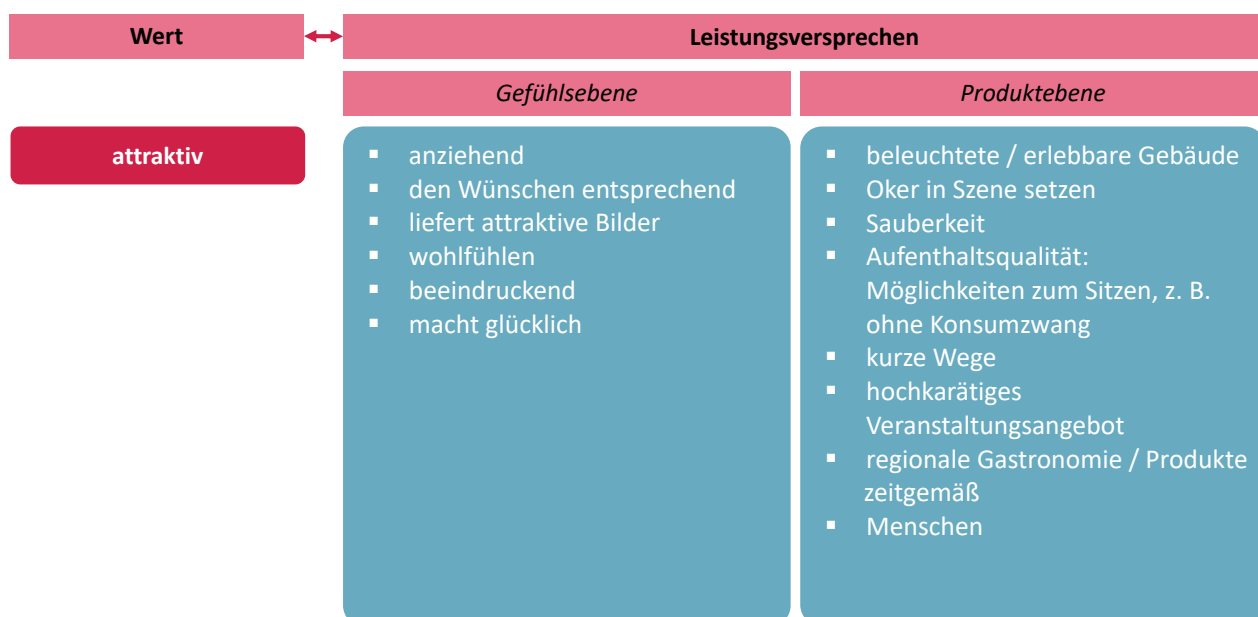 Wert
Leistungsversprechen
Gefühlsebene
Produktebene
attraktiv
▪ anziehend
▪ den Wünschen entsprechend
▪ liefert attraktive Bilder
▪ wohlfühlen
▪ beeindruckend
▪ macht glücklich
▪ beleuchtete / erlebbare Gebäude
▪ Oker in Szene setzen
▪ Sauberkeit
▪ Aufenthaltsqualität:
Möglichkeiten zum Sitzen, z. B.
ohne Konsumzwang
▪ kurze Wege
▪ hochkarätiges
Veranstaltungsangebot
▪ regionale Gastronomie / Produkte
zeitgemäß
▪ Menschen